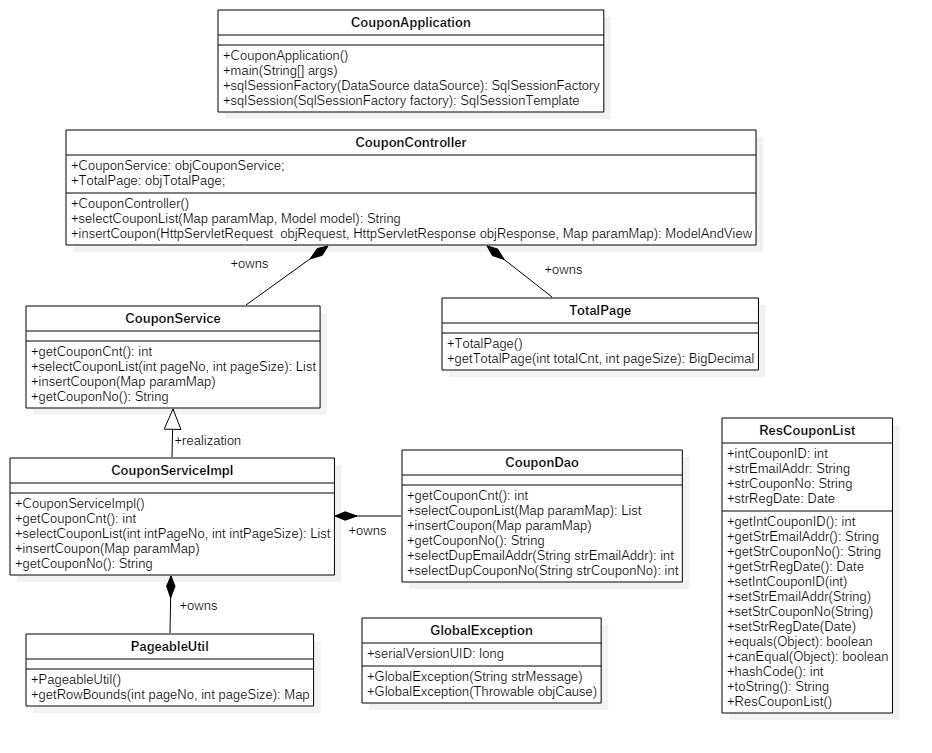 CouponApplication
+CouponApplication()
+main(String[] args)
+sqlSessionFactory(DataSource dataSource): SqlSessionFactory
+sqlSession(SqlSessionFactory factory): SqlSessionTemplate
CouponController
+CouponService: objCouponService;
+TotalPage: objTotalPage;
+CouponController()
+selectCouponList(Map paramMap, Model model): String
+insertCoupon(HttpServletRequest  objRequest, HttpServletResponse objResponse, Map paramMap): ModelAndView
+owns
+owns
CouponService
+getCouponCnt(): int
+selectCouponList(int pageNo, int pageSize): List
+insertCoupon(Map paramMap)
+getCouponNo(): String
TotalPage
+TotalPage()
+getTotalPage(int totalCnt, int pageSize): BigDecimal
+realization
CouponServiceImpl
+CouponServiceImpl()
+getCouponCnt(): int
+selectCouponList(int intPageNo, int intPageSize): List
+insertCoupon(Map paramMap)
+getCouponNo(): String
+owns
CouponDao
+getCouponCnt(): int
+selectCouponList(Map paramMap): List
+insertCoupon(Map paramMap)
+getCouponNo(): String
+selectDupEmailAddr(String strEmailAddr): int
+selectDupCouponNo(String strCouponNo): int
ResCouponList
+intCouponID: int
+strEmailAddr: String
+strCouponNo: String
+strRegDate: Date
+getIntCouponID(): int
+getStrEmailAddr(): String
+getStrCouponNo(): String
+getStrRegDate(): Date
+setIntCouponID(int)
+setStrEmailAddr(String)
+setStrCouponNo(String)
+setStrRegDate(Date)
+equals(Object): boolean
+canEqual(Object): boolean
+hashCode(): int
+toString(): String
+ResCouponList()
+owns
PageableUtil
+PageableUtil()
+getRowBounds(int pageNo, int pageSize): Map
GlobalException
+serialVersionUID: long
+GlobalException(String strMessage)
+GlobalException(Throwable objCause)